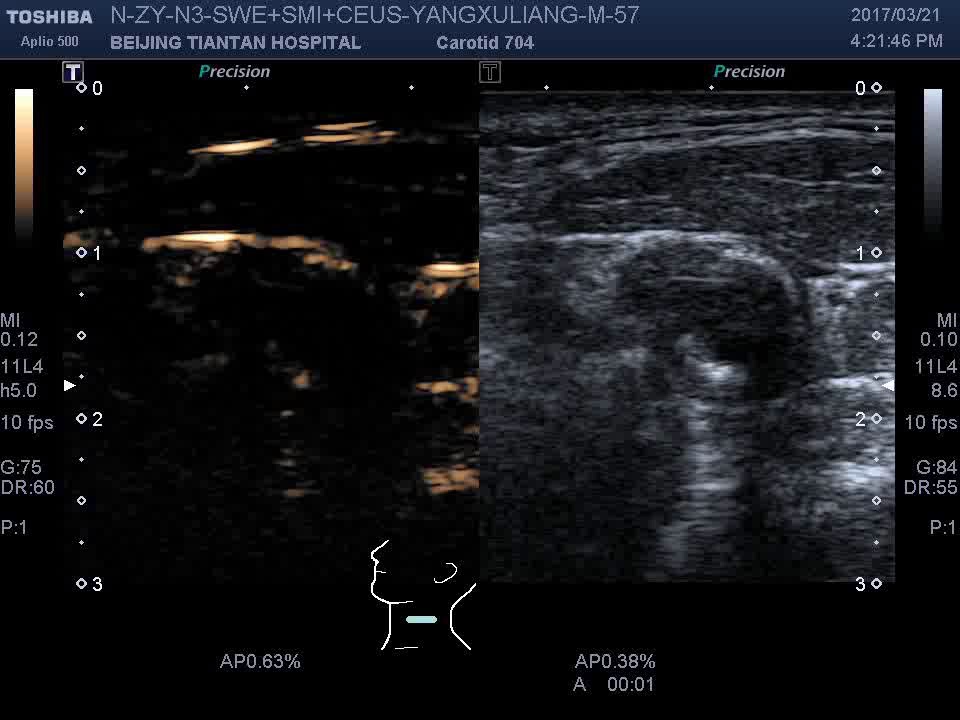 TOSHIBA N-ZY-N3-SWE+SMI+CEUS-YANGXULIANG-M-57 2017/03/21
Aplio 500 BEIJING TIANTAN HOSPITAL Carotid 704 4:21:46 PM
T Precision T Precision
0 0
1 1
MI MI
0.12 0.10
11L4 11L4
h5.0 8.6
2 2
10 fps 10 fps
G:75 G:84
DR:60 DR:55
P:1 P:1
3 3
AP0.63% AP0.38%
A 00:01